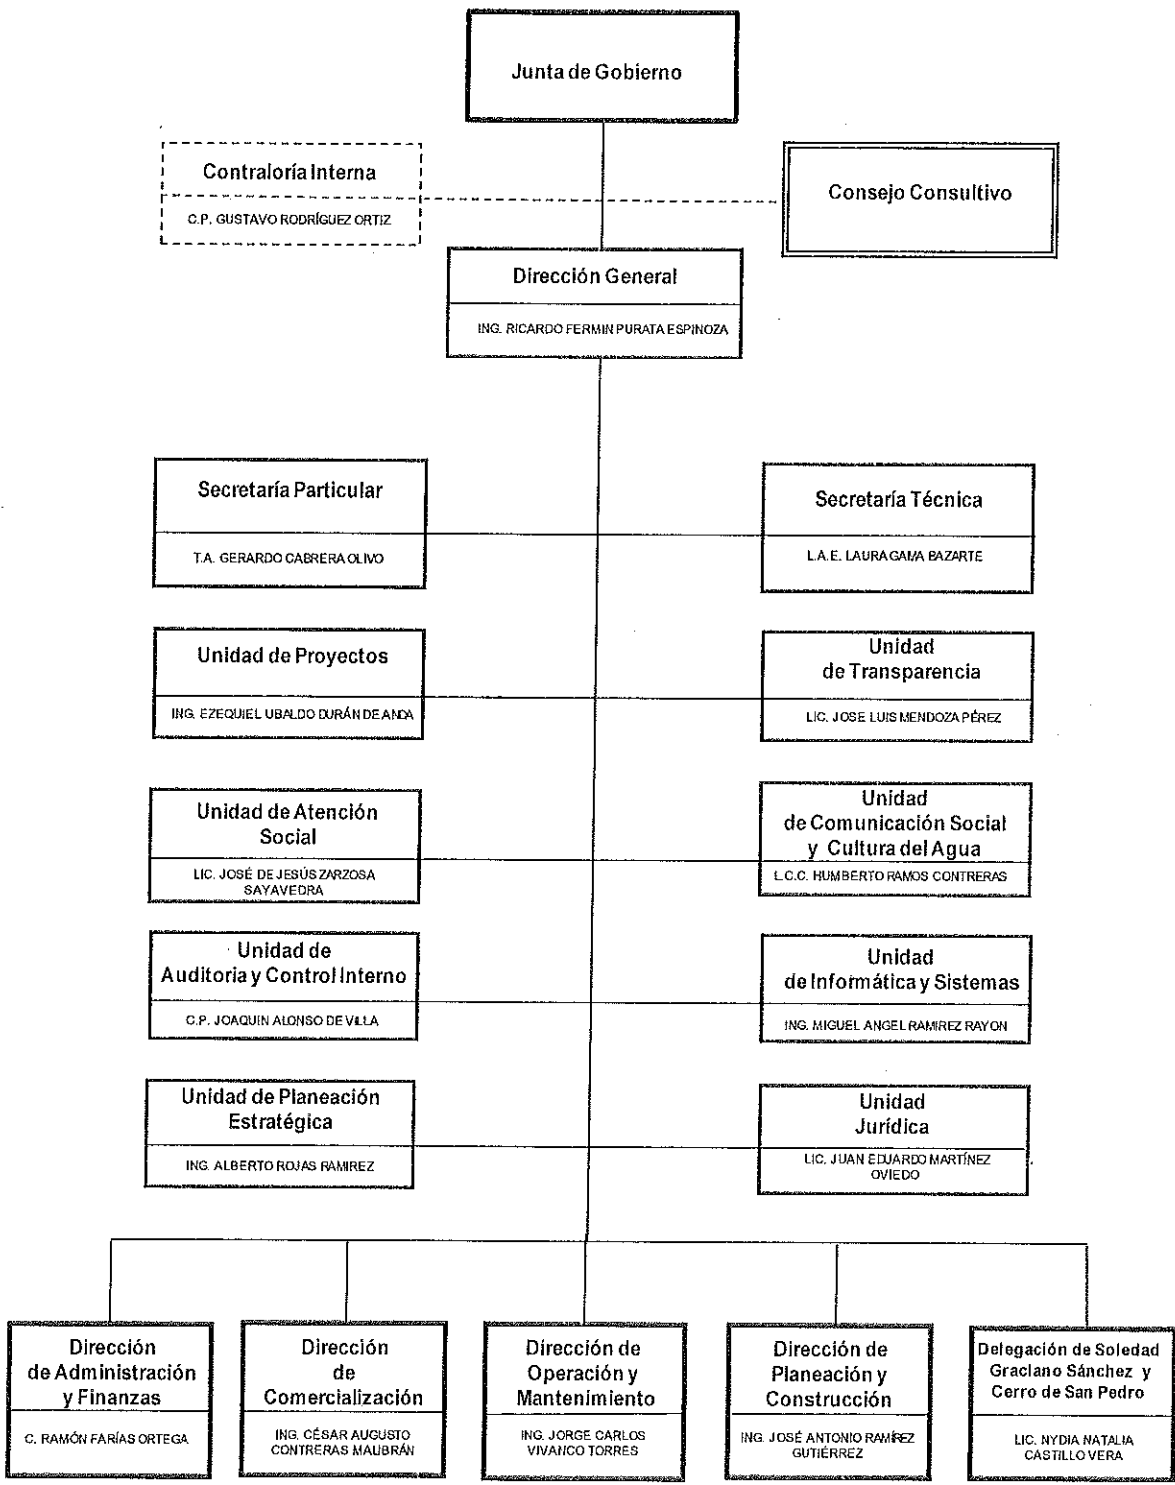 Junta de Gobierno
Contraloría Interna
C.P. GUSTAVO RODRÍGUEZ ORTIZ
Consejo Consultivo
Dirección General
ING. RICARDO FERMIN PURATA ESPINOZA
Secretaría Particular
T.A. GERARDO CABRERA OLIVO
Secretaría Técnica
L.A.E. LAURA GAMA BAZARTE
Unidad de Proyectos
ING. EZEQUIEL UBALDO DURÁN DE ANDA
Unidad
de Transparencia
LIC. JOSE LUIS MENDOZA PÉREZ
Unidad de Atención
Social
LIC. JOSÉ DE JESÚS ZARZOSA
SAYAVEDRA
Unidad
de Comunicación Social
y Cultura del Agua
L.C.C. HUMBERTO RAMOS CONTRERAS
Unidad de
Auditoria y Control Interno
C.P. JOAQUIN ALONSO DE VILLA
Unidad
de Informática y Sistemas
ING. MIGUEL ANGEL RAMIREZ RAYON
Unidad de Planeación
Estratégica
ING. ALBERTO ROJAS RAMIREZ
Unidad
Jurídica
LIC. JUAN EDUARDO MARTÍNEZ
OVIEDO
Dirección
de Administración
y Finanzas
C. RAMÓN FARÍAS ORTEGA
Dirección
de
Comercialización
ING. CÉSAR AUGUSTO
CONTRERAS MALIBRÁN
Dirección de
Operación y
Mantenimiento
ING. JORGE CARLOS
VIVANCO TORRES
Dirección de
Planeación y
Construcción
ING. JOSÉ ANTONIO RAMÍREZ
GUTIÉRREZ
Delegación de Soledad
Graciano Sánchez y
Cerro de San Pedro
LIC. NYDIA NATALIA
CASTILLO VERA